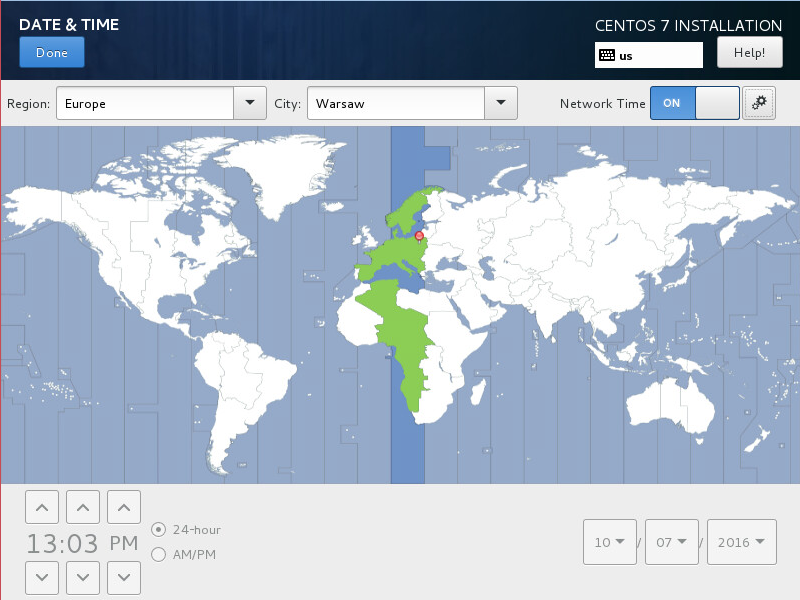 DATE & TIME
CENTOS 7 INSTALLATION
Done
us
Help!
Region: Europe City: Warsaw Network Time ON
13:03 PM
24-hour
AM/PM
10 / 07 / 2016